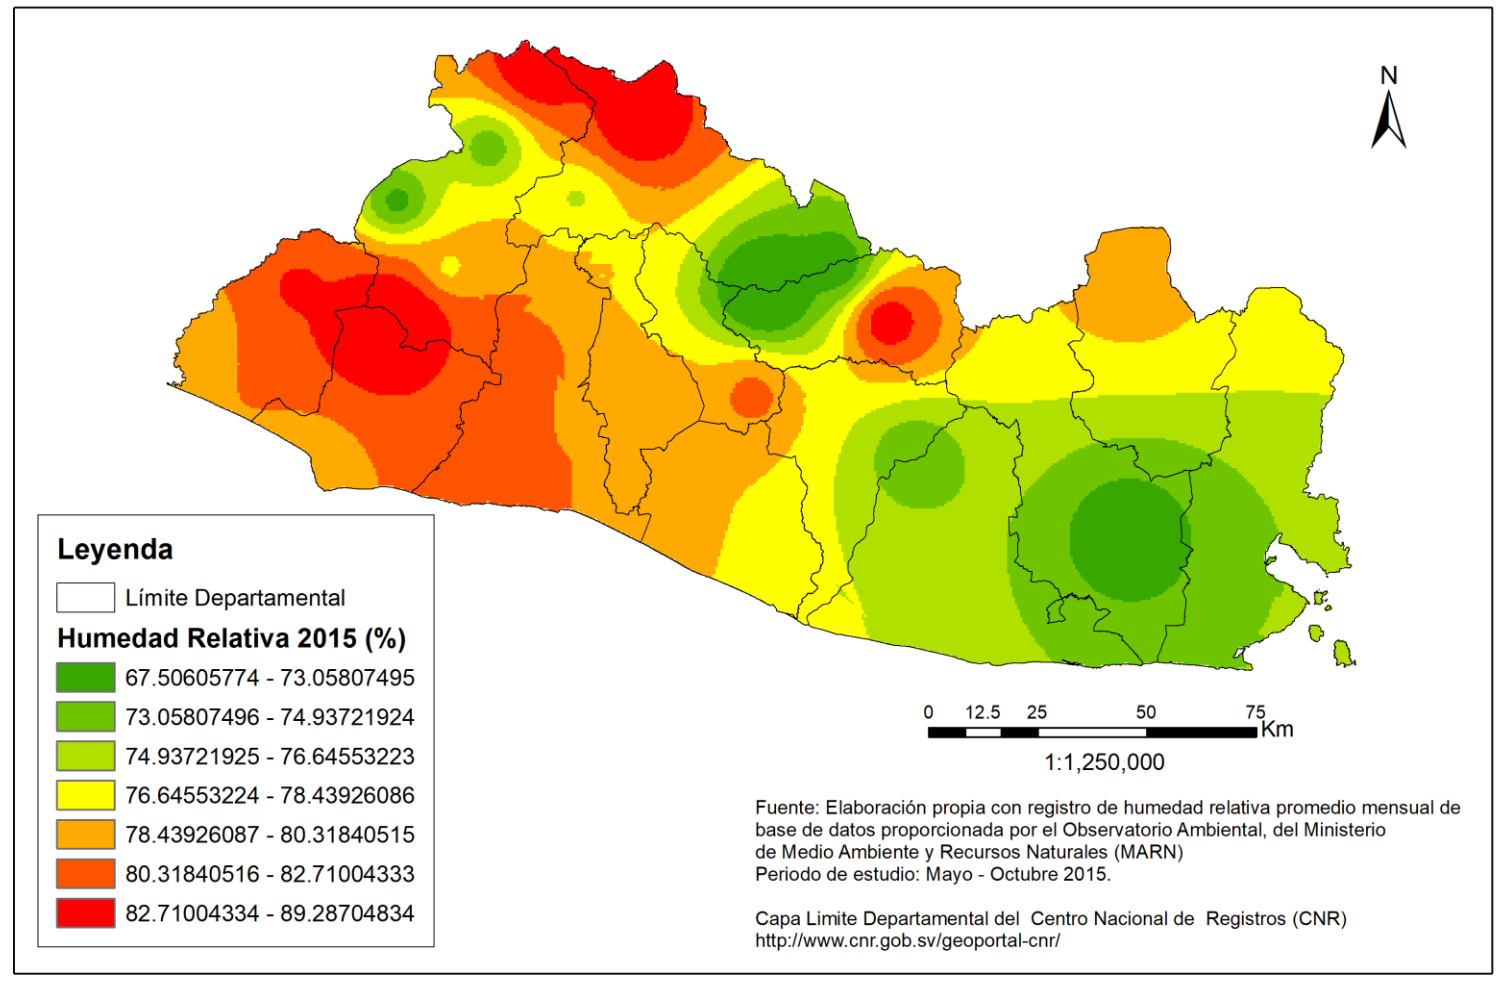 N
Leyenda
Límite Departamental
Humedad Relativa 2015 (%)
67.50605774 - 73.05807495
73.05807496 - 74.93721924
74.93721925 - 76.64553223
76.64553224 - 78.43926086
78.43926087 - 80.31840515
80.31840516 - 82.71004333
82.71004334 - 89.28704834
0 12.5 25 50 75
Km
1:1,250,000
Fuente: Elaboración propia con registro de humedad relativa promedio mensual de
base de datos proporcionada por el Observatorio Ambiental, del Ministerio
de Medio Ambiente y Recursos Naturales (MARN)
Periodo de estudio: Mayo - Octubre 2015.
Capa Limite Departamental del Centro Nacional de Registros (CNR)
http://www.cnr.gob.sv/geoportal-cnr/